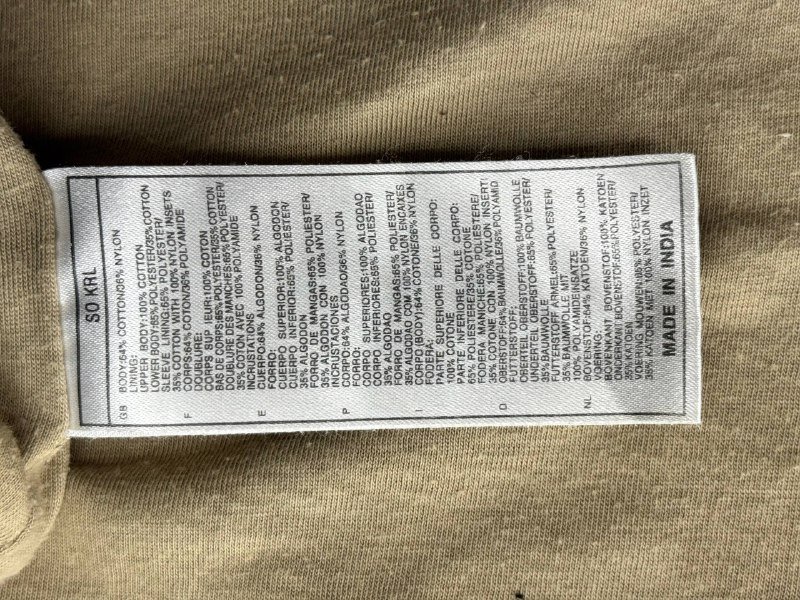 SO KRL
GB BODY:64% COTTON/36% NYLON
LINING:
UPPER BODY:100% COTTON
LOWER BODY:65% POLYESTER/35% COTTON
SLEEVE LINING:65% POLYESTER/
35% COTTON WITH 100% NYLON INSETS
F CORPS:64% COTON/36% POLYAMIDE
DOUBLURE:
CORPS SUPÉRIEUR:100% COTON
BAS DE CORPS:65% POLYESTER/35% COTON
DOUBLURE DES MANCHES:65% POLYESTER/
35% COTON AVEC 100% POLYAMIDE
INCRUSTATIONS
E CUERPO:64% ALGODON/36% NYLON
FORRO:
CUERPO SUPERIOR:100% ALGODON
CUERPO INFERIOR:65% POLIESTER/
35% ALGODON
FORRO DE MANGAS:65% POLIESTER/
35% ALGODON CON 100% NYLON
INCRUSTACIONES
P CORPO:64% ALGODAO/36% NYLON
FORRO:
CORPO SUPERIORES:100% ALGODAO
CORPO INFERIORES:65% POLIESTER/
35% ALGODAO
FORRO DE MANGAS:65% POLIESTER/
35% ALGODAO COM 100% NYLON ENCAIXES
I CORPO(BODY):64% COTONE/36% NYLON
FODERA:
PARTE SUPERIORE DELLE CORPO:
100% COTONE
PARTE INFERIORE DELLE CORPO:
65% POLIESTERE/35% COTONE
FODERA MANICHE:65% POLIESTERE/
35% COTONE CON 100% NYLON INSERTI
D OBERSTOFF:64% BAUMWOLLE/36% POLYAMID
FUTTERSTOFF:
OBERTEIL OBERSTOFF:100% BAUMWOLLE
UNDERTEIL OBERSTOFF:65% POLYESTER/
35% BAUMWOLLE
FUTTERSTOFF ÄRMEL:65% POLYESTER/
35% BAUMWOLLE MIT
100% POLYAMIDEINSÄTZE
NL BOVENSTOF:64% KATOEN/36% NYLON
VOERING:
BOVENKANT BOVENSTOF:100% KATOEN
ONDERKANT BOVENSTOF:65% POLYESTER/
35% KATOEN
VOERING MOUWEN:65% POLYESTER/
35% KATOEN MET 100% NYLON INZET
MADE IN INDIA